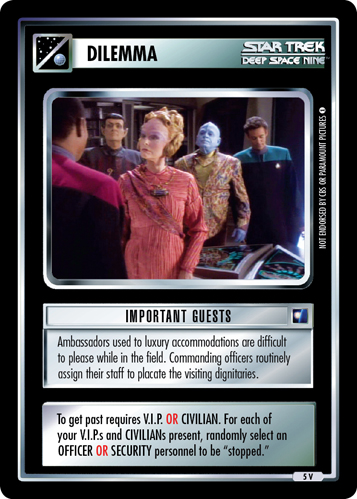 DILEMMA
STAR TREK
DEEP SPACE NINE
NOT ENDORSED BY CBS OR PARAMOUNT PICTURES
IMPORTANT GUESTS
Ambassadors used to luxury accommodations are difficult
to please while in the field. Commanding officers routinely
assign their staff to placate the visiting dignitaries.
To get past requires V.I.P. OR CIVILIAN. For each of
your V.I.P.s and CIVILIANs present, randomly select an
OFFICER OR SECURITY personnel to be “stopped.”
5 V